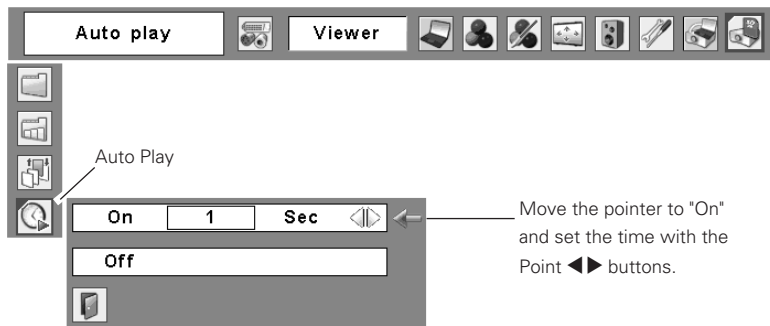 Auto play
Viewer
Auto Play
On 1 Sec
Off
Move the pointer to "On"
and set the time with the
Point ◀▶ buttons.